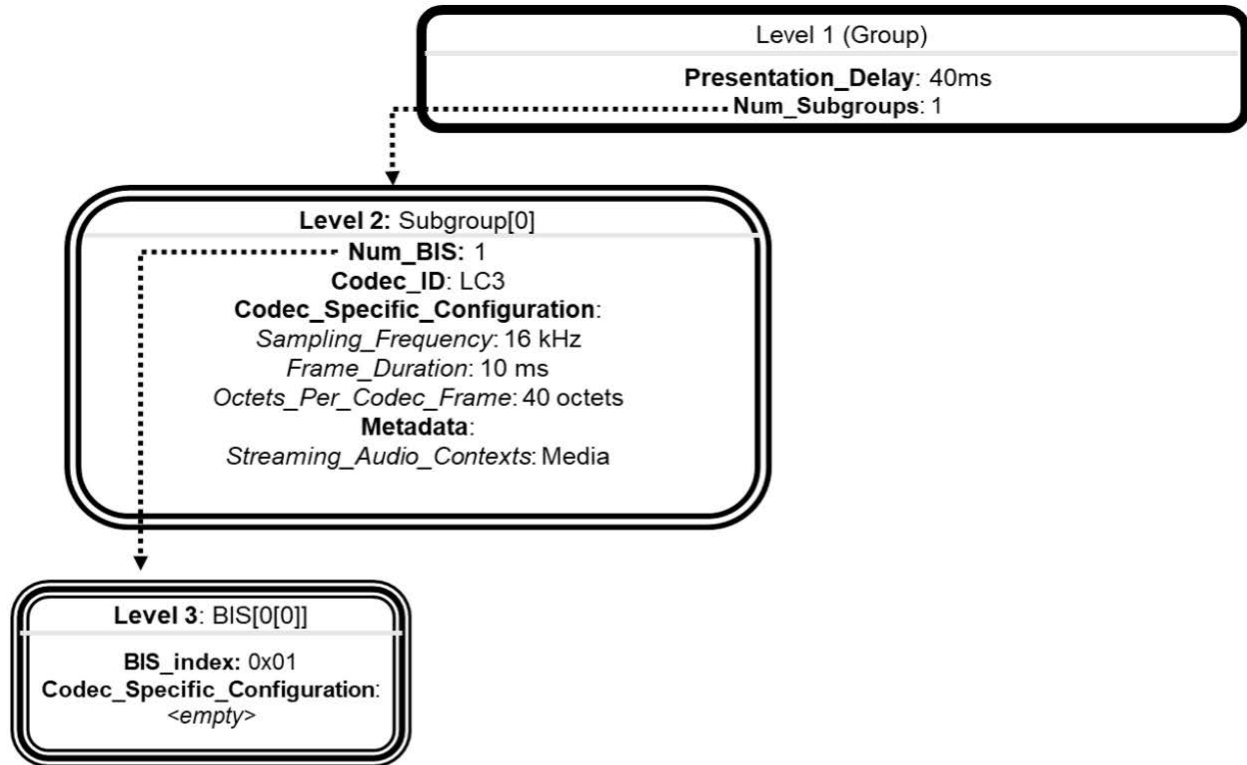 Level 1 (Group)
Presentation_Delay: 40ms
Num_Subgroups: 1
Level 2: Subgroup[0]
Num_BIS: 1
Codec_ID: LC3
Codec_Specific_Configuration:
Sampling_Frequency: 16 kHz
Frame_Duration: 10 ms
Octets_Per_Codec_Frame: 40 octets
Metadata:
Streaming_Audio_Contexts: Media
Level 3: BIS[0[0]]
BIS_index: 0x01
Codec_Specific_Configuration:
<empty>